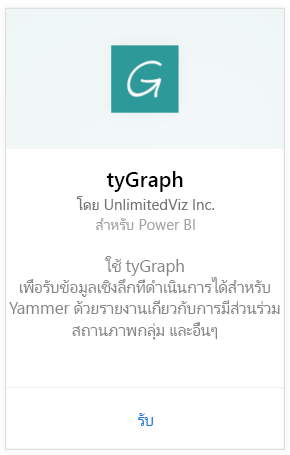 G
tyGraph
โดย UnlimitedViz Inc.
สำหรับ Power BI
ใช้ tyGraph
เพื่อรับข้อมูลเชิงลึกที่ดำเนินการได้สำหรับ
Yammer ด้วยรายงานเกี่ยวกับการมีส่วนร่วม
สถานภาพกลุ่ม และอื่นๆ
รับ